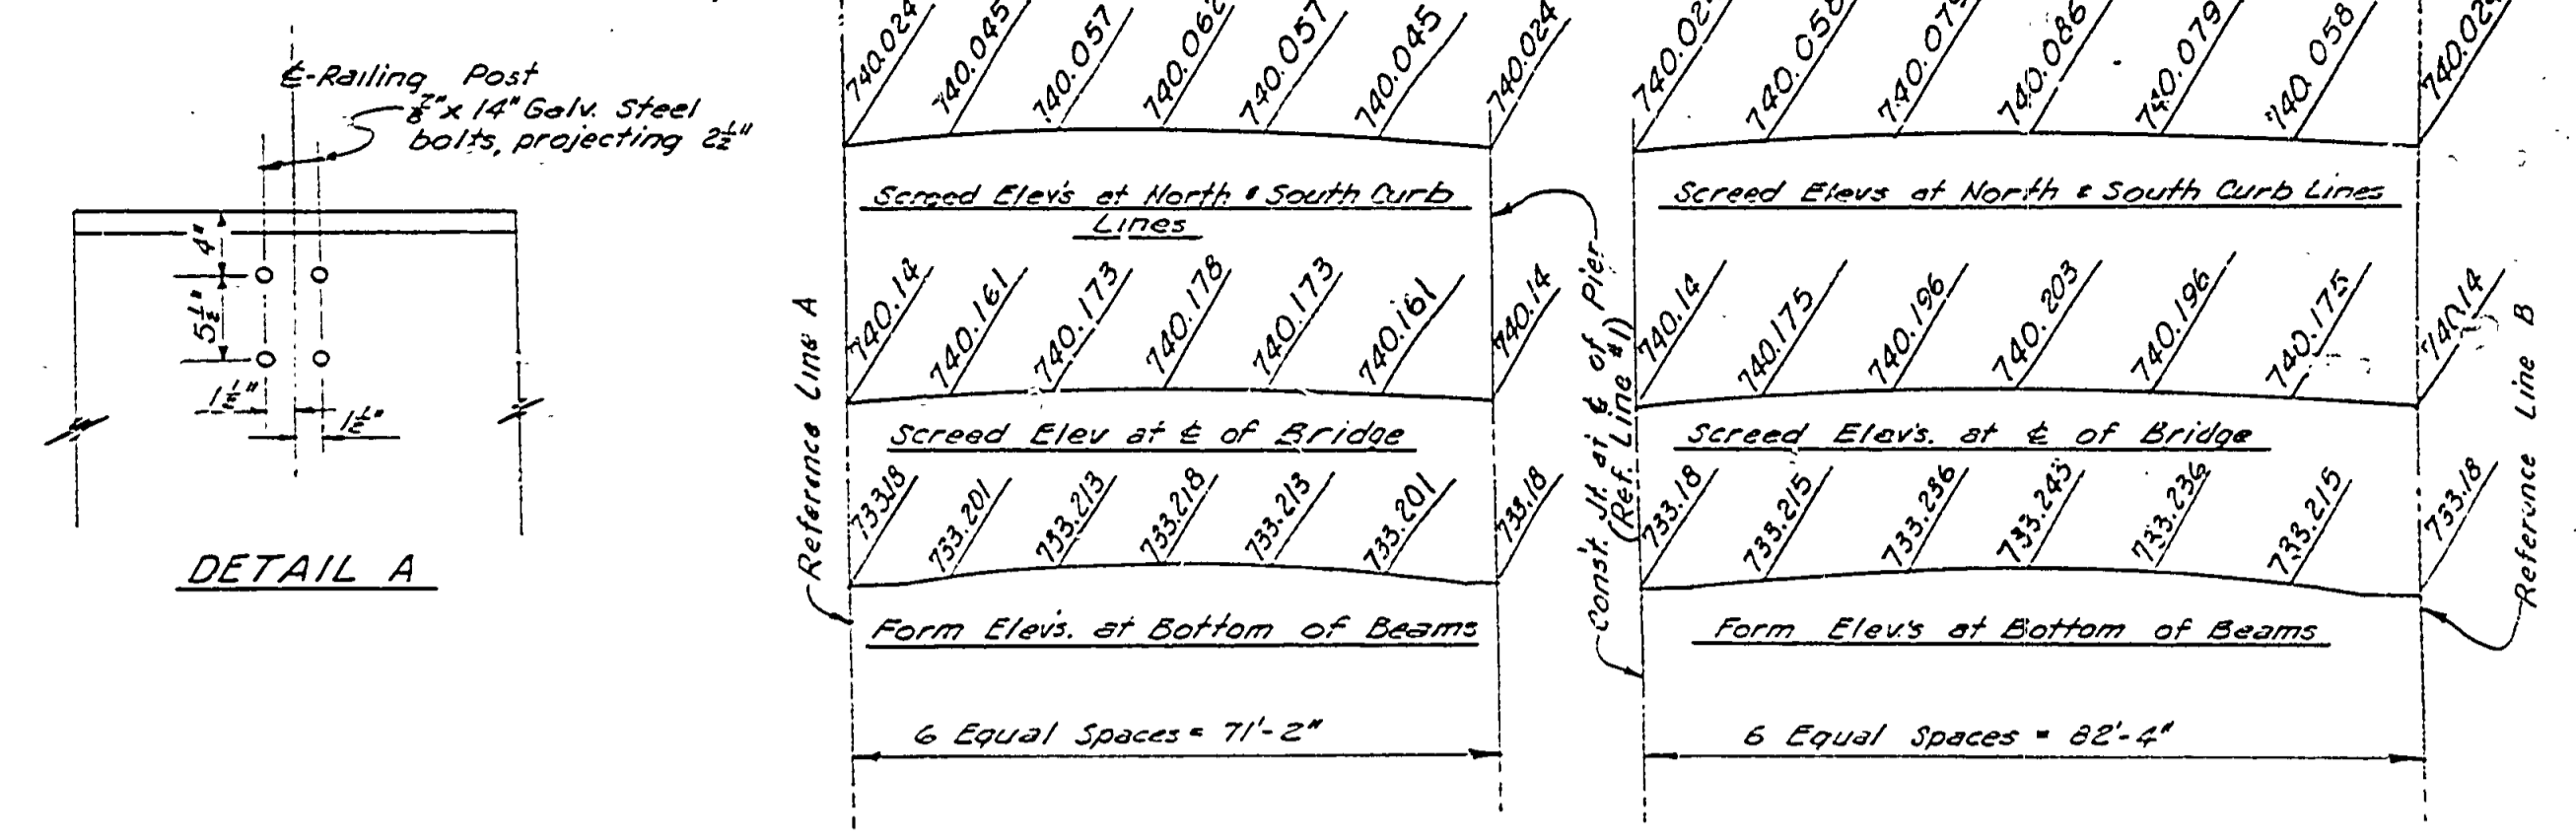 ℄-Railing Post
⅞"x 14" Galv. Steel
bolts, projecting 2½"
4"
5½"
1½"
1½"
DETAIL A
740.024 740.045 740.057 740.062 740.057 740.045 740.024
Screed Elev's at North & South Curb
Lines
740.14 740.161 740.173 740.178 740.173 740.161 740.14
Screed Elev at ℄ of Bridge
733.18 733.201 733.213 733.218 733.213 733.201 733.18
Form Elev's. at Bottom of Beams
6 Equal Spaces = 71'-2"
Reference Line A
Const. Jt. at ℄ of Pier
(Ref. Line #1)
740.024 740.058 740.079 740.086 740.079 740.058 740.024
Screed Elevs at North & South Curb Lines
740.14 740.175 740.196 740.203 740.196 740.175 740.14
Screed Elev's. at ℄ of Bridge
733.18 733.215 733.236 733.243 733.236 733.215 733.18
Form Elev's at Bottom of Beams
6 Equal Spaces = 82'-4"
Reference Line B